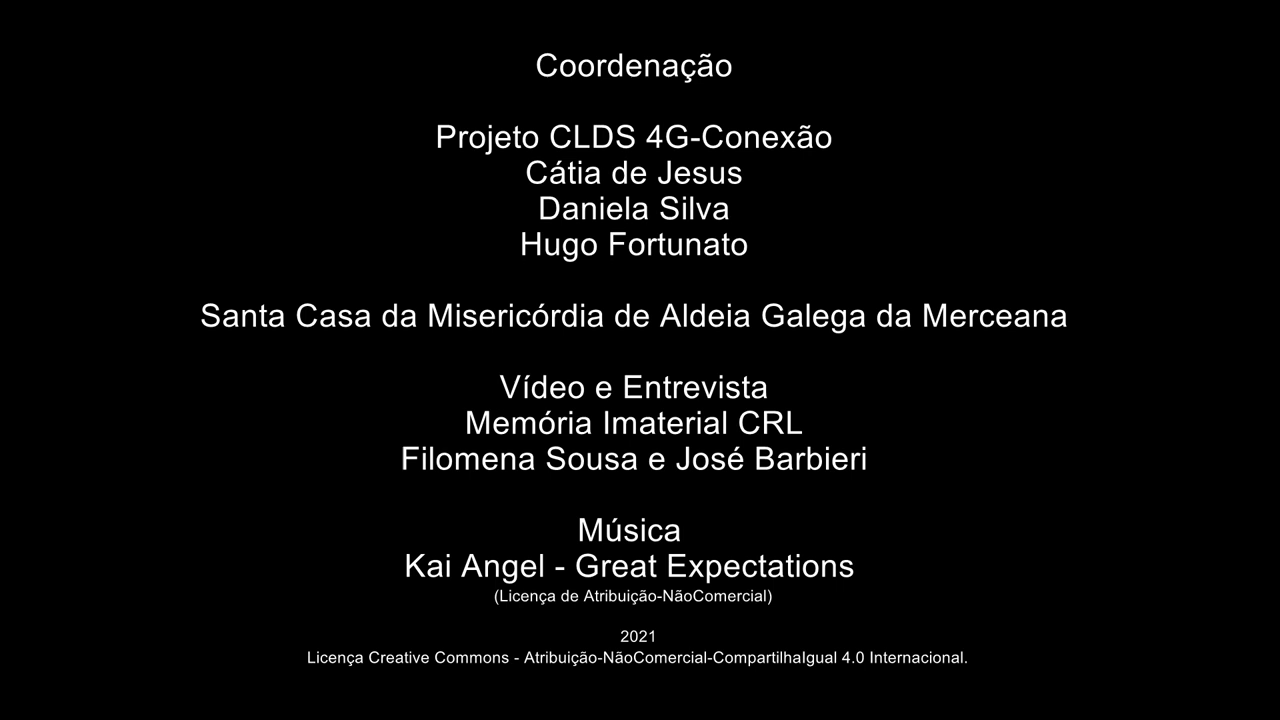 Coordenação
Projeto CLDS 4G-Conexão
Cátia de Jesus
Daniela Silva
Hugo Fortunato
Santa Casa da Misericórdia de Aldeia Galega da Merceana
Vídeo e Entrevista
Memória Imaterial CRL
Filomena Sousa e José Barbieri
Música
Kai Angel - Great Expectations
(Licença de Atribuição-NãoComercial)
2021
Licença Creative Commons - Atribuição-NãoComercial-CompartilhaIgual 4.0 Internacional.